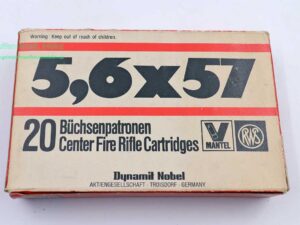 Warning: Keep out of reach of children.
5,6x57
20 Büchsenpatronen
Center Fire Rifle Cartridges
V
MANTEL
RWS
Dynamit Nobel
AKTIENGESELLSCHAFT · TROISDORF · GERMANY